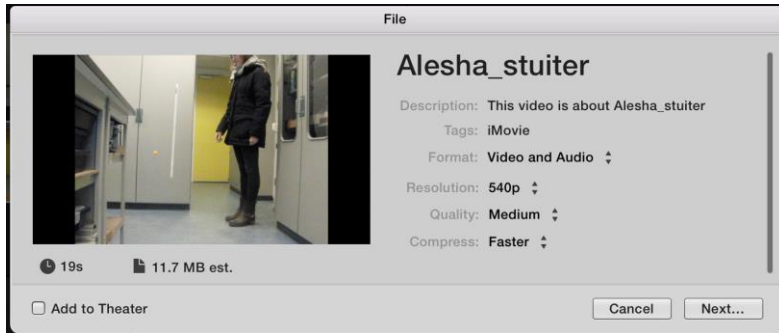 File
Alesha_stuiter
Description: This video is about Alesha_stuiter
Tags: iMovie
Format: Video and Audio
Resolution: 540p
Quality: Medium
Compress: Faster
19s 11.7 MB est.
Add to Theater
Cancel Next...